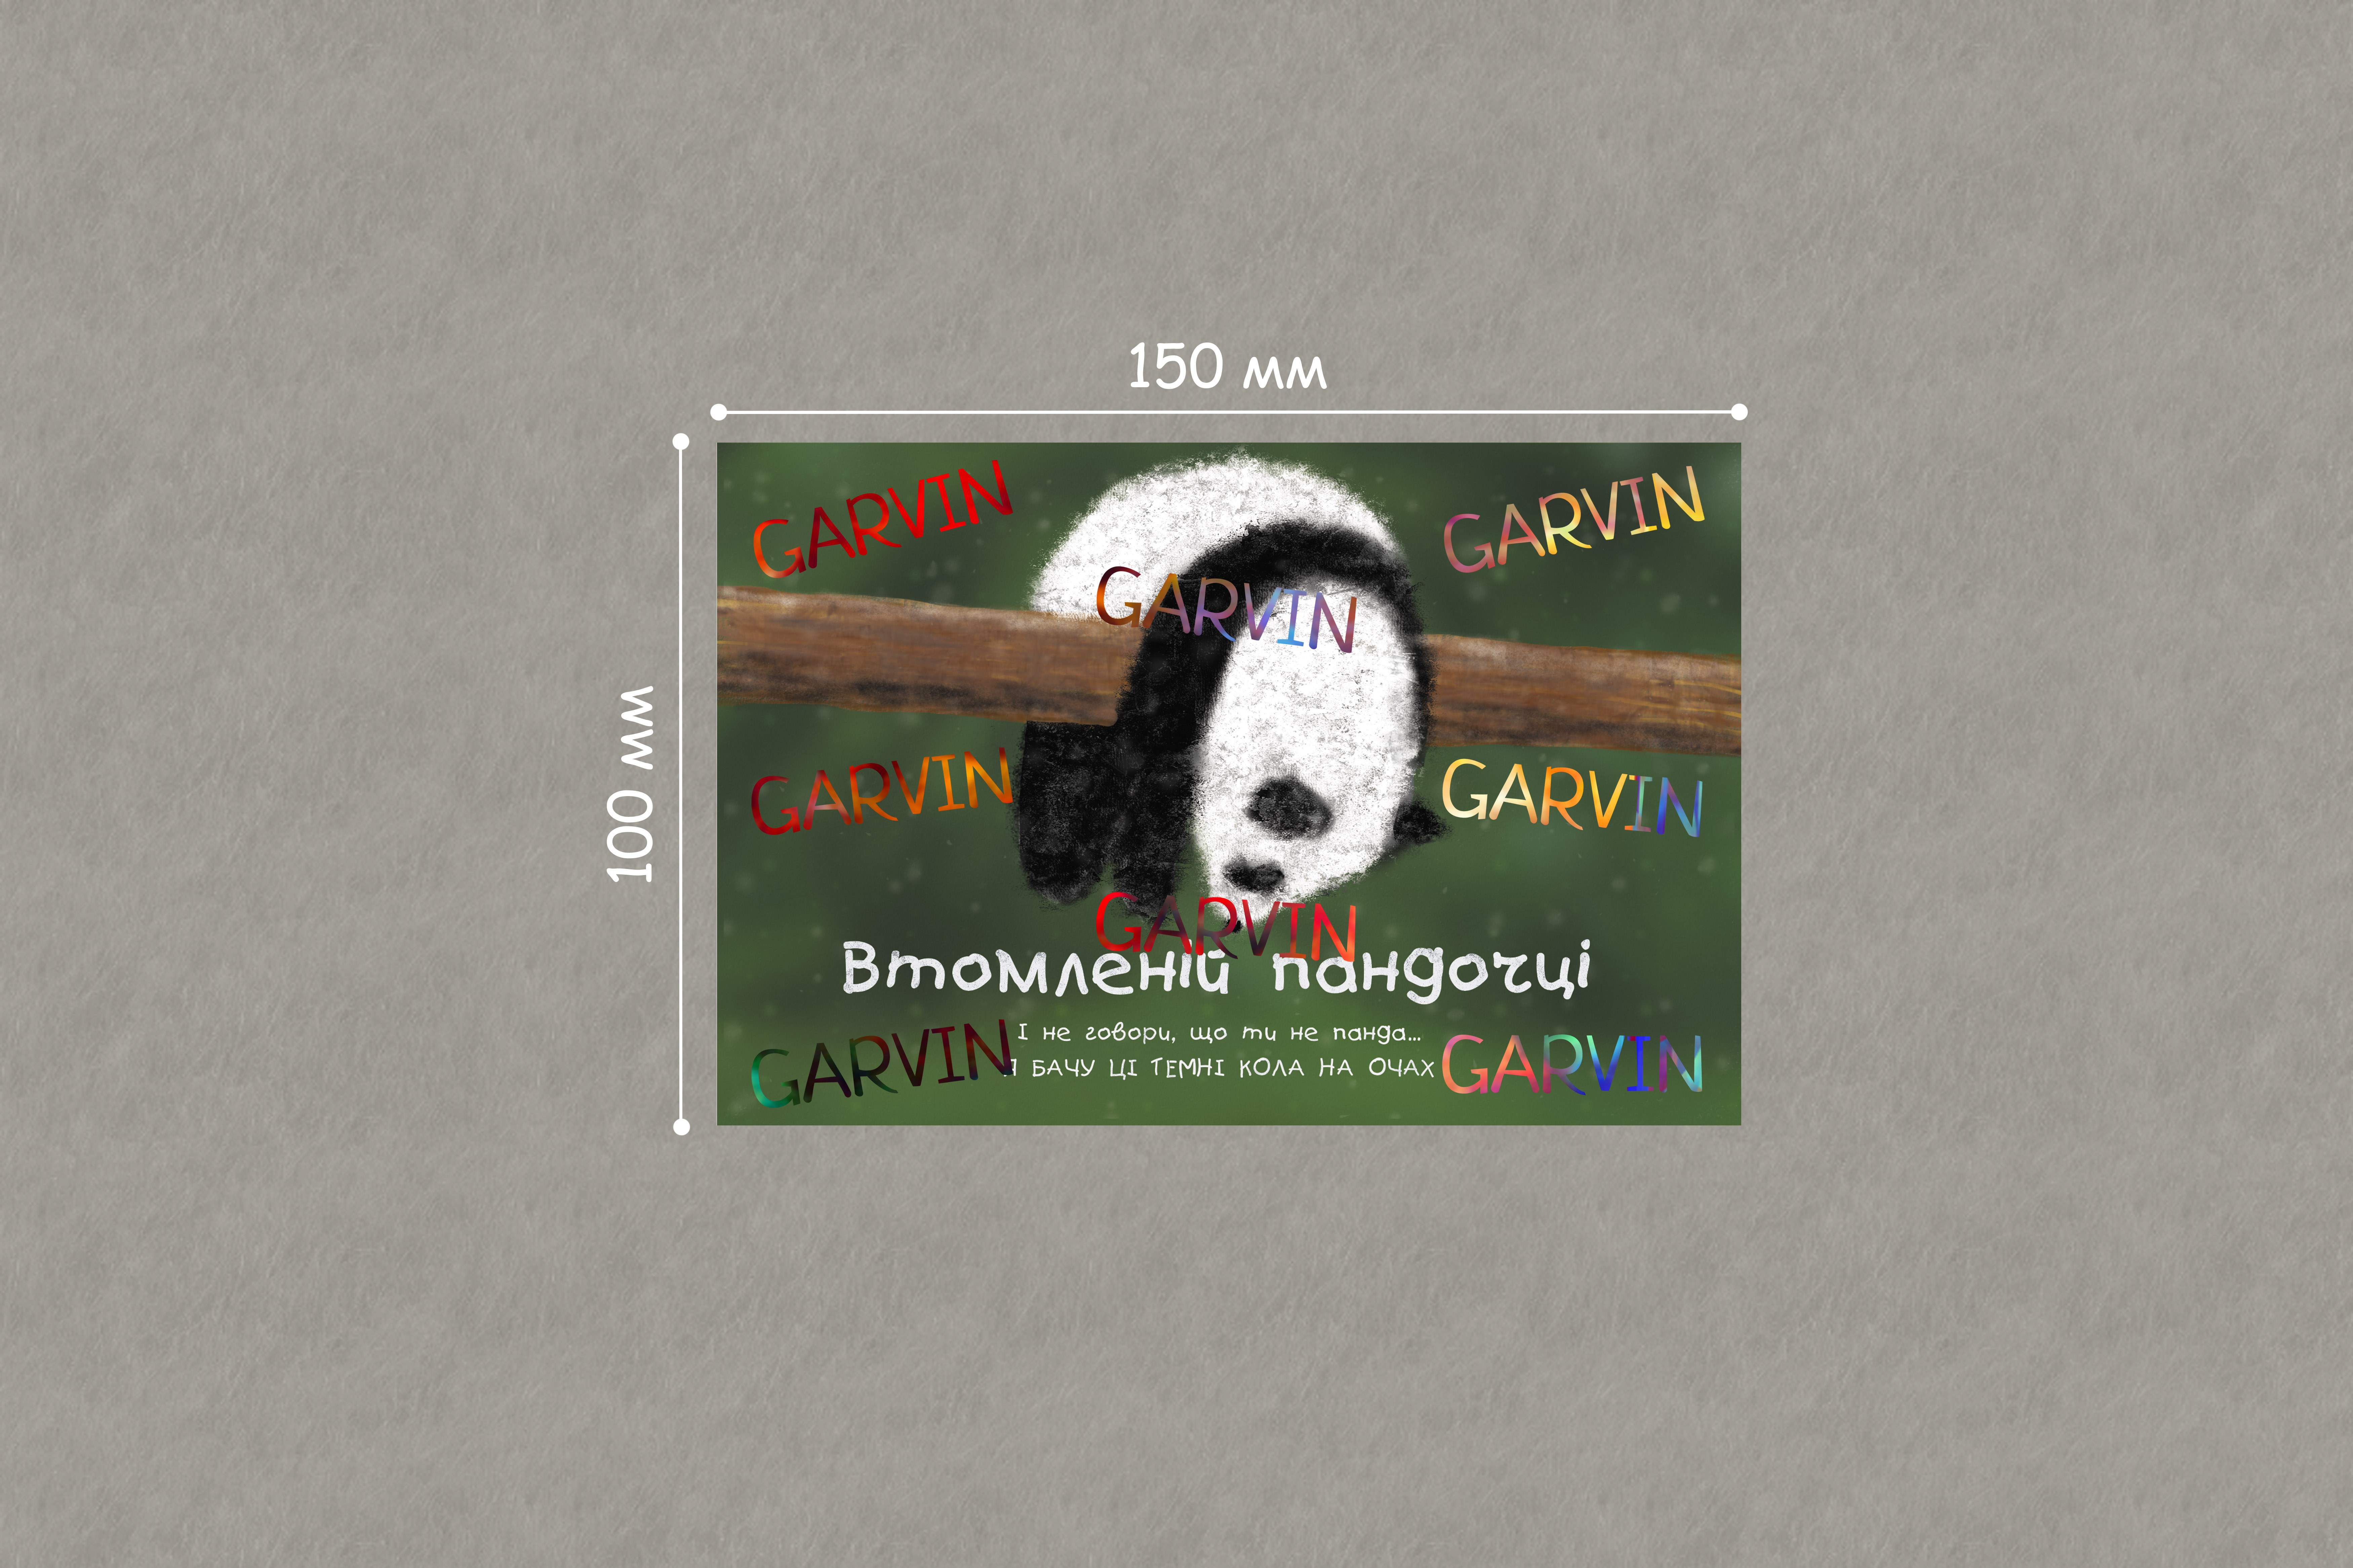 150 мм
100 мм
GARVIN
GARVIN
GARVIN
GARVIN
GARVIN
GARVIN
Втомленій пандочці
І не говори, що ти не панда...
Я БАЧУ ЦІ ТЕМНІ КОЛА НА ОЧАХ
GARVIN
GARVIN